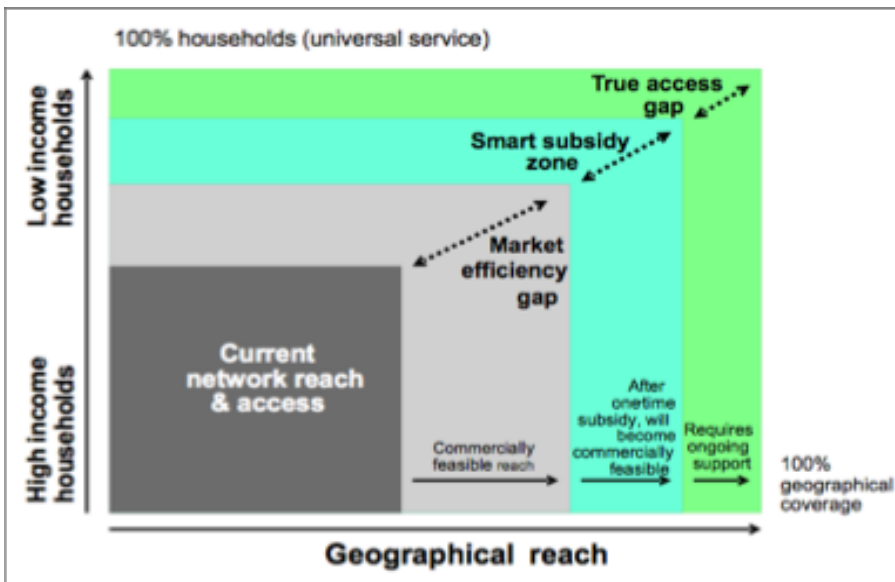 100% households (universal service)
Low income
households
High income
households
True access
gap
Smart subsidy
zone
Market
efficiency
gap
Current
network reach
& access
Commercially
feasible reach
After
onetime
subsidy, will
become
commercially
feasible
Requires
ongoing
support
100%
geographical
coverage
Geographical reach